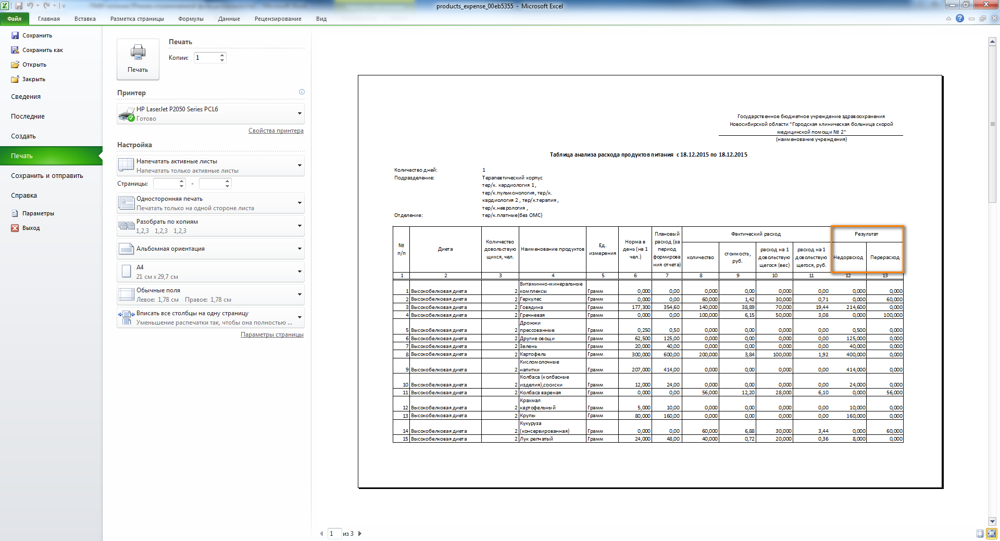 products_expense_00eb5355 - Microsoft Excel
Файл Главная Вставка Разметка страницы Формулы Данные Рецензирование Вид
Сохранить
Сохранить как
Открыть
Закрыть
Сведения
Последние
Создать
Печать
Сохранить и отправить
Справка
Параметры
Выход
Печать
Печать
Копии: 1
Принтер
HP LaserJet P2050 Series PCL6
Готово
Свойства принтера
Настройка
Напечатать активные листы
Напечатать только активные листы
Страницы: -
Односторонняя печать
Печатать только на одной стороне листа
Разобрать по копиям
1,2,3 1,2,3 1,2,3
Альбомная ориентация
A4
21 см x 29,7 см
Обычные поля
Левое: 1,78 см Правое: 1,78 см
Вписать все столбцы на одну страницу
Уменьшение распечатки так, чтобы она полностью ...
Параметры страницы
Государственное бюджетное учреждение здравоохранения
Новосибирской области "Городская клиническая больница скорой
медицинской помощи № 2"
(наименование учреждения)
Таблица анализа расхода продуктов питания с 18.12.2015 по 18.12.2015
Количество дней: 1
Подразделение: Терапевтический корпус
тер/к. кардиология 1,
тер/к.пульмонология, тер/к.
кардиология 2 , тер/к.терапия ,
тер/к.неврология ,
Отделение: тер/к.платные(без ОМС)
№ п/п
Диета
Количество довольствую щихся, чел.
Наименование продуктов
Ед. измерения
Норма в день (на 1 чел.)
Плановый расход (за период формирова ния отчета)
Фактический расход
количество
стоимость, руб.
расход на 1 довольствую щегося (вес)
расход на 1 довольствую щегося, руб.
Результат
Недорасход
Перерасход
1 2 3 4 5 6 7 8 9 10 11 12 13
1 Высокобелковая диета 2 Витаминно-минеральные комплексы Грамм 0,000 0,00 0,000 0,00 0,000 0,00 0,000 0,000
2 Высокобелковая диета 2 Геркулес Грамм 0,000 0,00 60,000 1,42 30,000 0,71 0,000 60,000
3 Высокобелковая диета 2 Говядина Грамм 177,300 354,60 140,000 38,89 70,000 19,44 214,600 0,000
4 Высокобелковая диета 2 Гречневая Грамм 0,000 0,00 100,000 6,15 50,000 3,08 0,000 100,000
5 Высокобелковая диета 2 Дрожжи прессованные Грамм 0,250 0,50 0,000 0,00 0,000 0,00 0,500 0,000
6 Высокобелковая диета 2 Другие овощи Грамм 62,500 125,00 0,000 0,00 0,000 0,00 125,000 0,000
7 Высокобелковая диета 2 Зелень Грамм 20,000 40,00 0,000 0,00 0,000 0,00 40,000 0,000
8 Высокобелковая диета 2 Картофель Грамм 300,000 600,00 200,000 3,84 100,000 1,92 400,000 0,000
9 Высокобелковая диета 2 Кисломолочные напитки Грамм 207,000 414,00 0,000 0,00 0,000 0,00 414,000 0,000
10 Высокобелковая диета 2 Колбаса (колбасные изделия),сосиски Грамм 12,000 24,00 0,000 0,00 0,000 0,00 24,000 0,000
11 Высокобелковая диета 2 Колбаса вареная Грамм 0,000 0,00 56,000 12,20 28,000 6,10 0,000 56,000
12 Высокобелковая диета 2 Крахмал картофельный Грамм 5,000 10,00 0,000 0,00 0,000 0,00 10,000 0,000
13 Высокобелковая диета 2 Крупы Грамм 80,000 160,00 0,000 0,00 0,000 0,00 160,000 0,000
14 Высокобелковая диета 2 Кукуруза (консервированная) Грамм 0,000 0,00 60,000 6,88 30,000 3,44 0,000 60,000
15 Высокобелковая диета 2 Лук репчатый Грамм 24,000 48,00 40,000 0,72 20,000 0,36 8,000 0,000
1 из 3